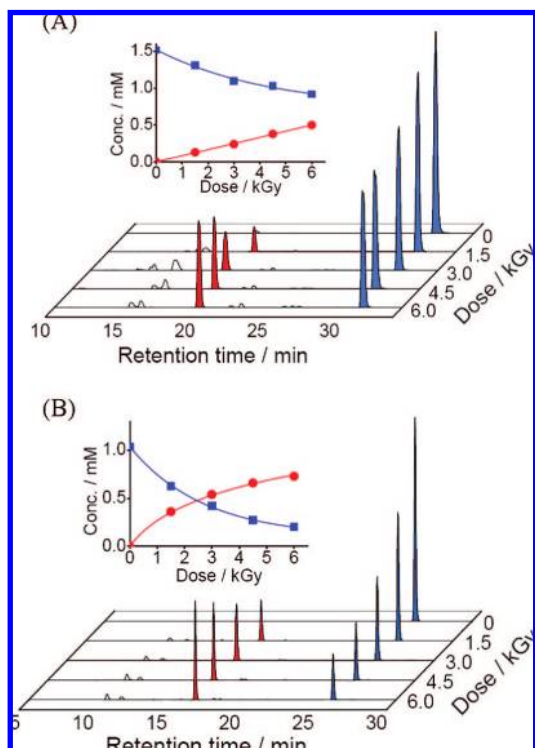 (A)
1.5
1.0
0.5
0.0
Conc. / mM
0 1 2 3 4 5 6
Dose / kGy
0
1.5
3.0
4.5
6.0
Dose / kGy
10 15 20 25 30
Retention time / min
(B)
1.0
0.5
0
Conc. / mM
0 1 2 3 4 5 6
Dose / kGy
0
1.5
3.0
4.5
6.0
Dose / kGy
5 10 15 20 25 30
Retention time / min